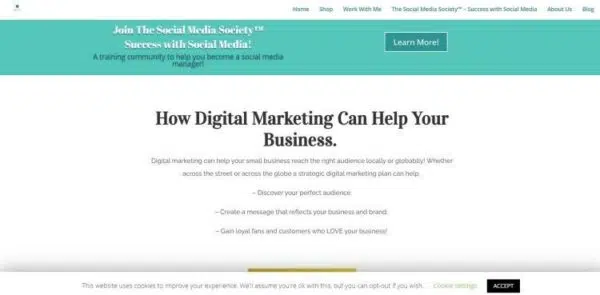 Home Shop Work With Me The Social Media Society™ – Success with Social Media About Us Blog
Join The Social Media Society™
Success with Social Media!
A training community to help you become a social media
manager!
Learn More!
How Digital Marketing Can Help Your
Business.
Digital marketing can help your small business reach the right audience locally or globally! Whether
across the street or across the globe a strategic digital marketing plan can help.
– Discover your perfect audience.
– Create a message that reflects your business and brand.
– Gain loyal fans and customers who LOVE your business!
This website uses cookies to improve your experience. We'll assume you're ok with this, but you can opt-out if you wish. Cookie settings ACCEPT